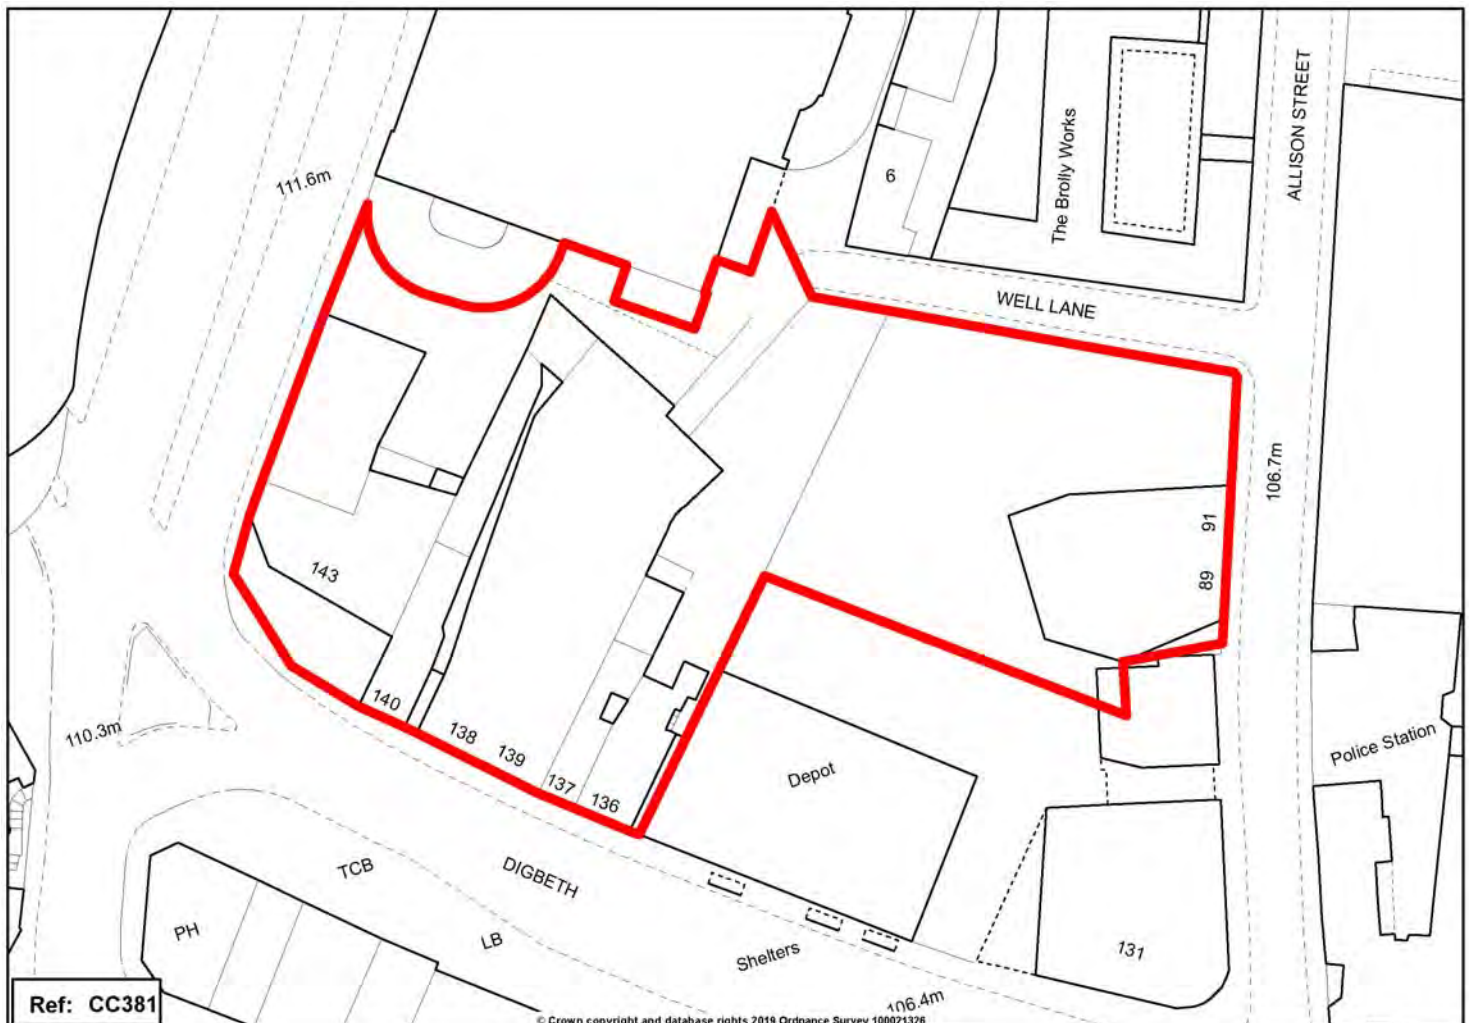 111.6m
6
The Brolly Works
ALLISON STREET
WELL LANE
106.7m
91
89
143
140
138
139
137
136
110.3m
Depot
Police Station
DIGBETH
TCB
PH
LB
Shelters
131
106.4m
Ref: CC381
© Crown copyright and database rights 2019 Ordnance Survey 100021326